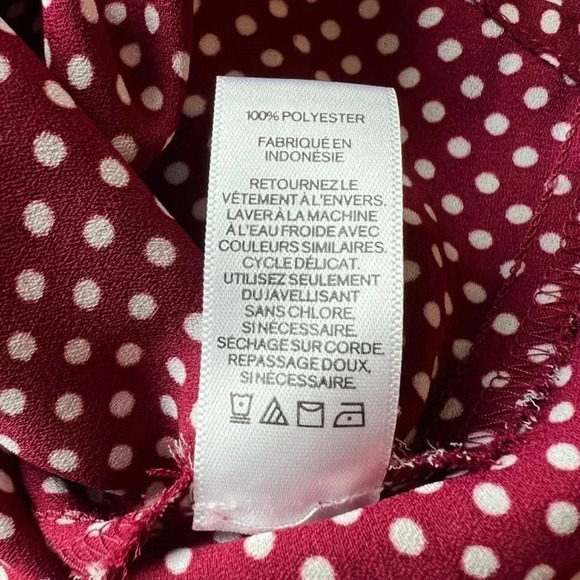 100% POLYESTER
FABRIQUÉ EN
INDONÉSIE
RETOURNEZ LE
VÊTEMENT À L'ENVERS.
LAVER À LA MACHINE
À L'EAU FROIDE AVEC
COULEURS SIMILAIRES.
CYCLE DÉLICAT.
UTILISEZ SEULEMENT
DU JAVELLISANT
SANS CHLORE,
SI NÉCESSAIRE.
SÉCHAGE SUR CORDE.
REPASSAGE DOUX,
SI NÉCESSAIRE.